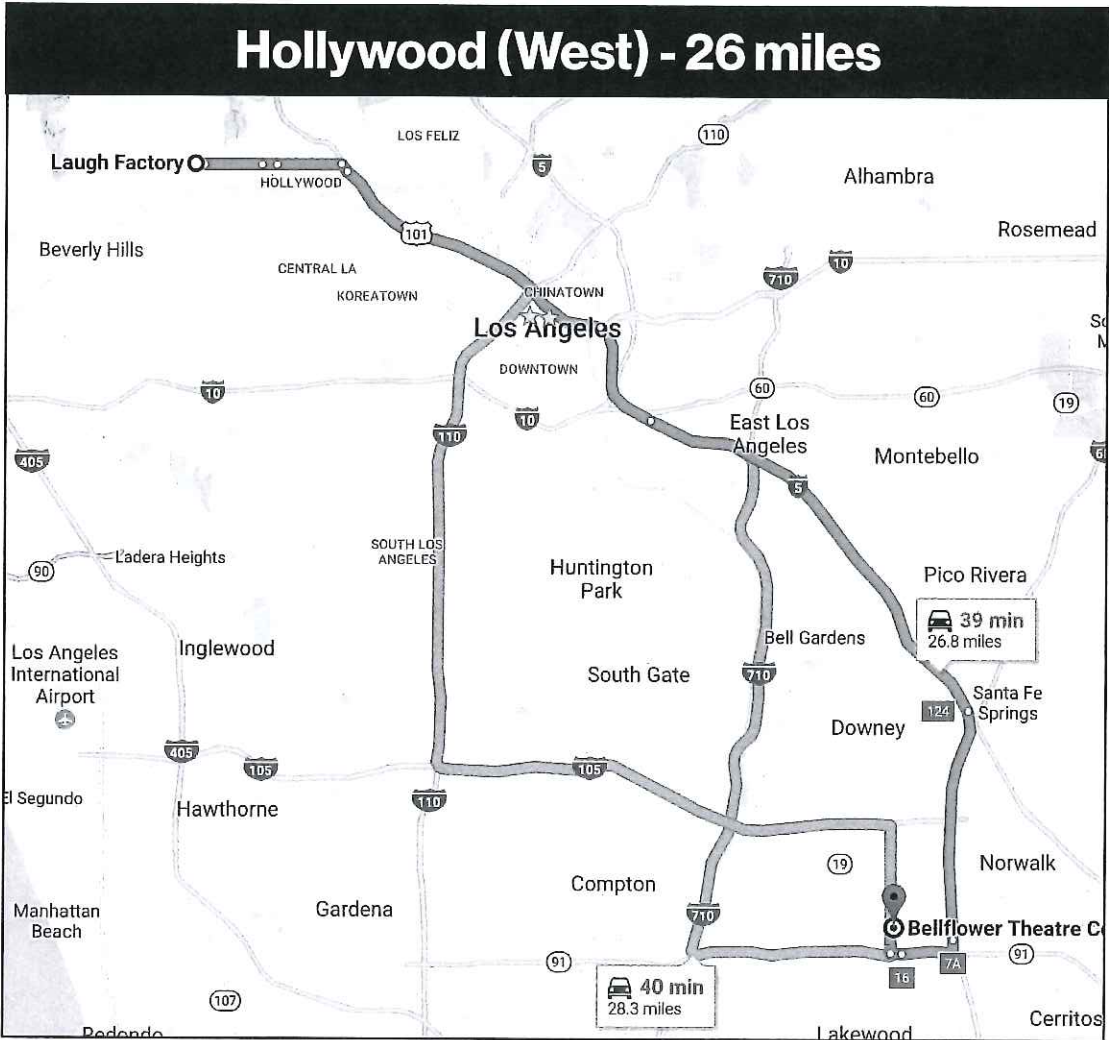 Hollywood (West) - 26 miles
LOS FELIZ
110
Laugh Factory
5
HOLLYWOOD
Alhambra
101
Rosemead
Beverly Hills
CENTRAL LA
10
710
KOREATOWN
CHINATOWN
Los Angeles
DOWNTOWN
10
60
60
19
10
East Los
Angeles
110
405
Montebello
5
SOUTH LOS
ANGELES
Ladera Heights
90
Huntington
Park
Pico Rivera
39 min
26.8 miles
Bell Gardens
Inglewood
Los Angeles
International
Airport
South Gate
710
Santa Fe
Springs
124
Downey
405
105
105
El Segundo
110
Hawthorne
19
Norwalk
Compton
Gardena
710
Manhattan
Beach
Bellflower Theatre
91
91
7A
16
40 min
28.3 miles
107
Cerritos
Redondo
Lakewood